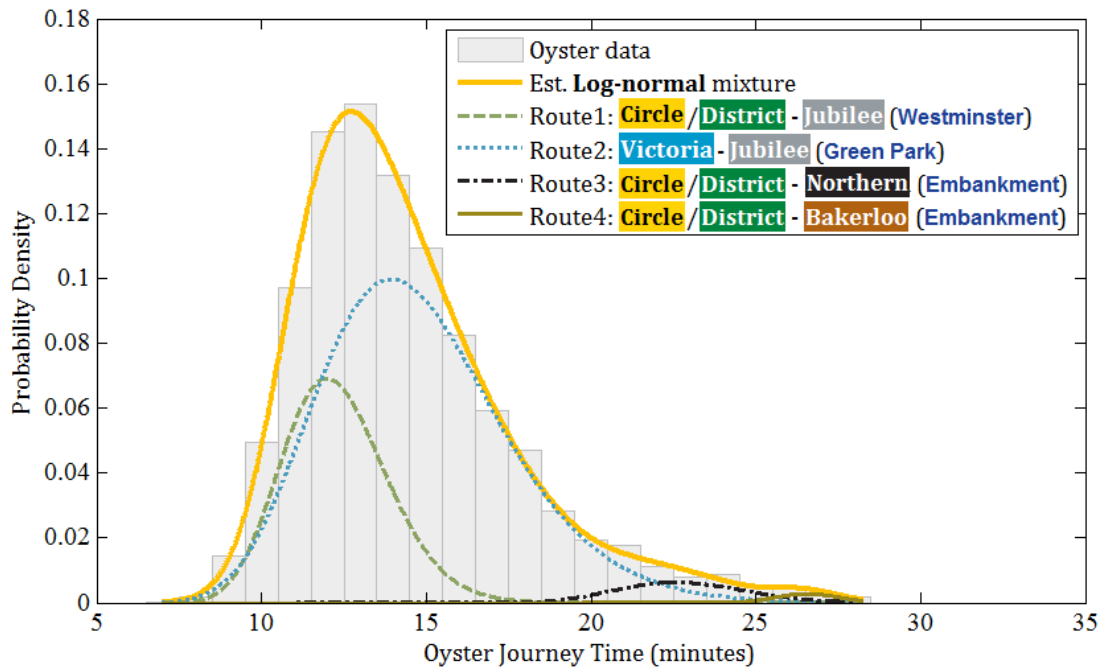 0.18
0.16
0.14
0.12
0.1
0.08
0.06
0.04
0.02
0
Probability Density
Oyster data
Est. Log-normal mixture
Route1: Circle/District - Jubilee (Westminster)
Route2: Victoria - Jubilee (Green Park)
Route3: Circle/District - Northern (Embankment)
Route4: Circle/District - Bakerloo (Embankment)
5 10 15 20 25 30 35
Oyster Journey Time (minutes)